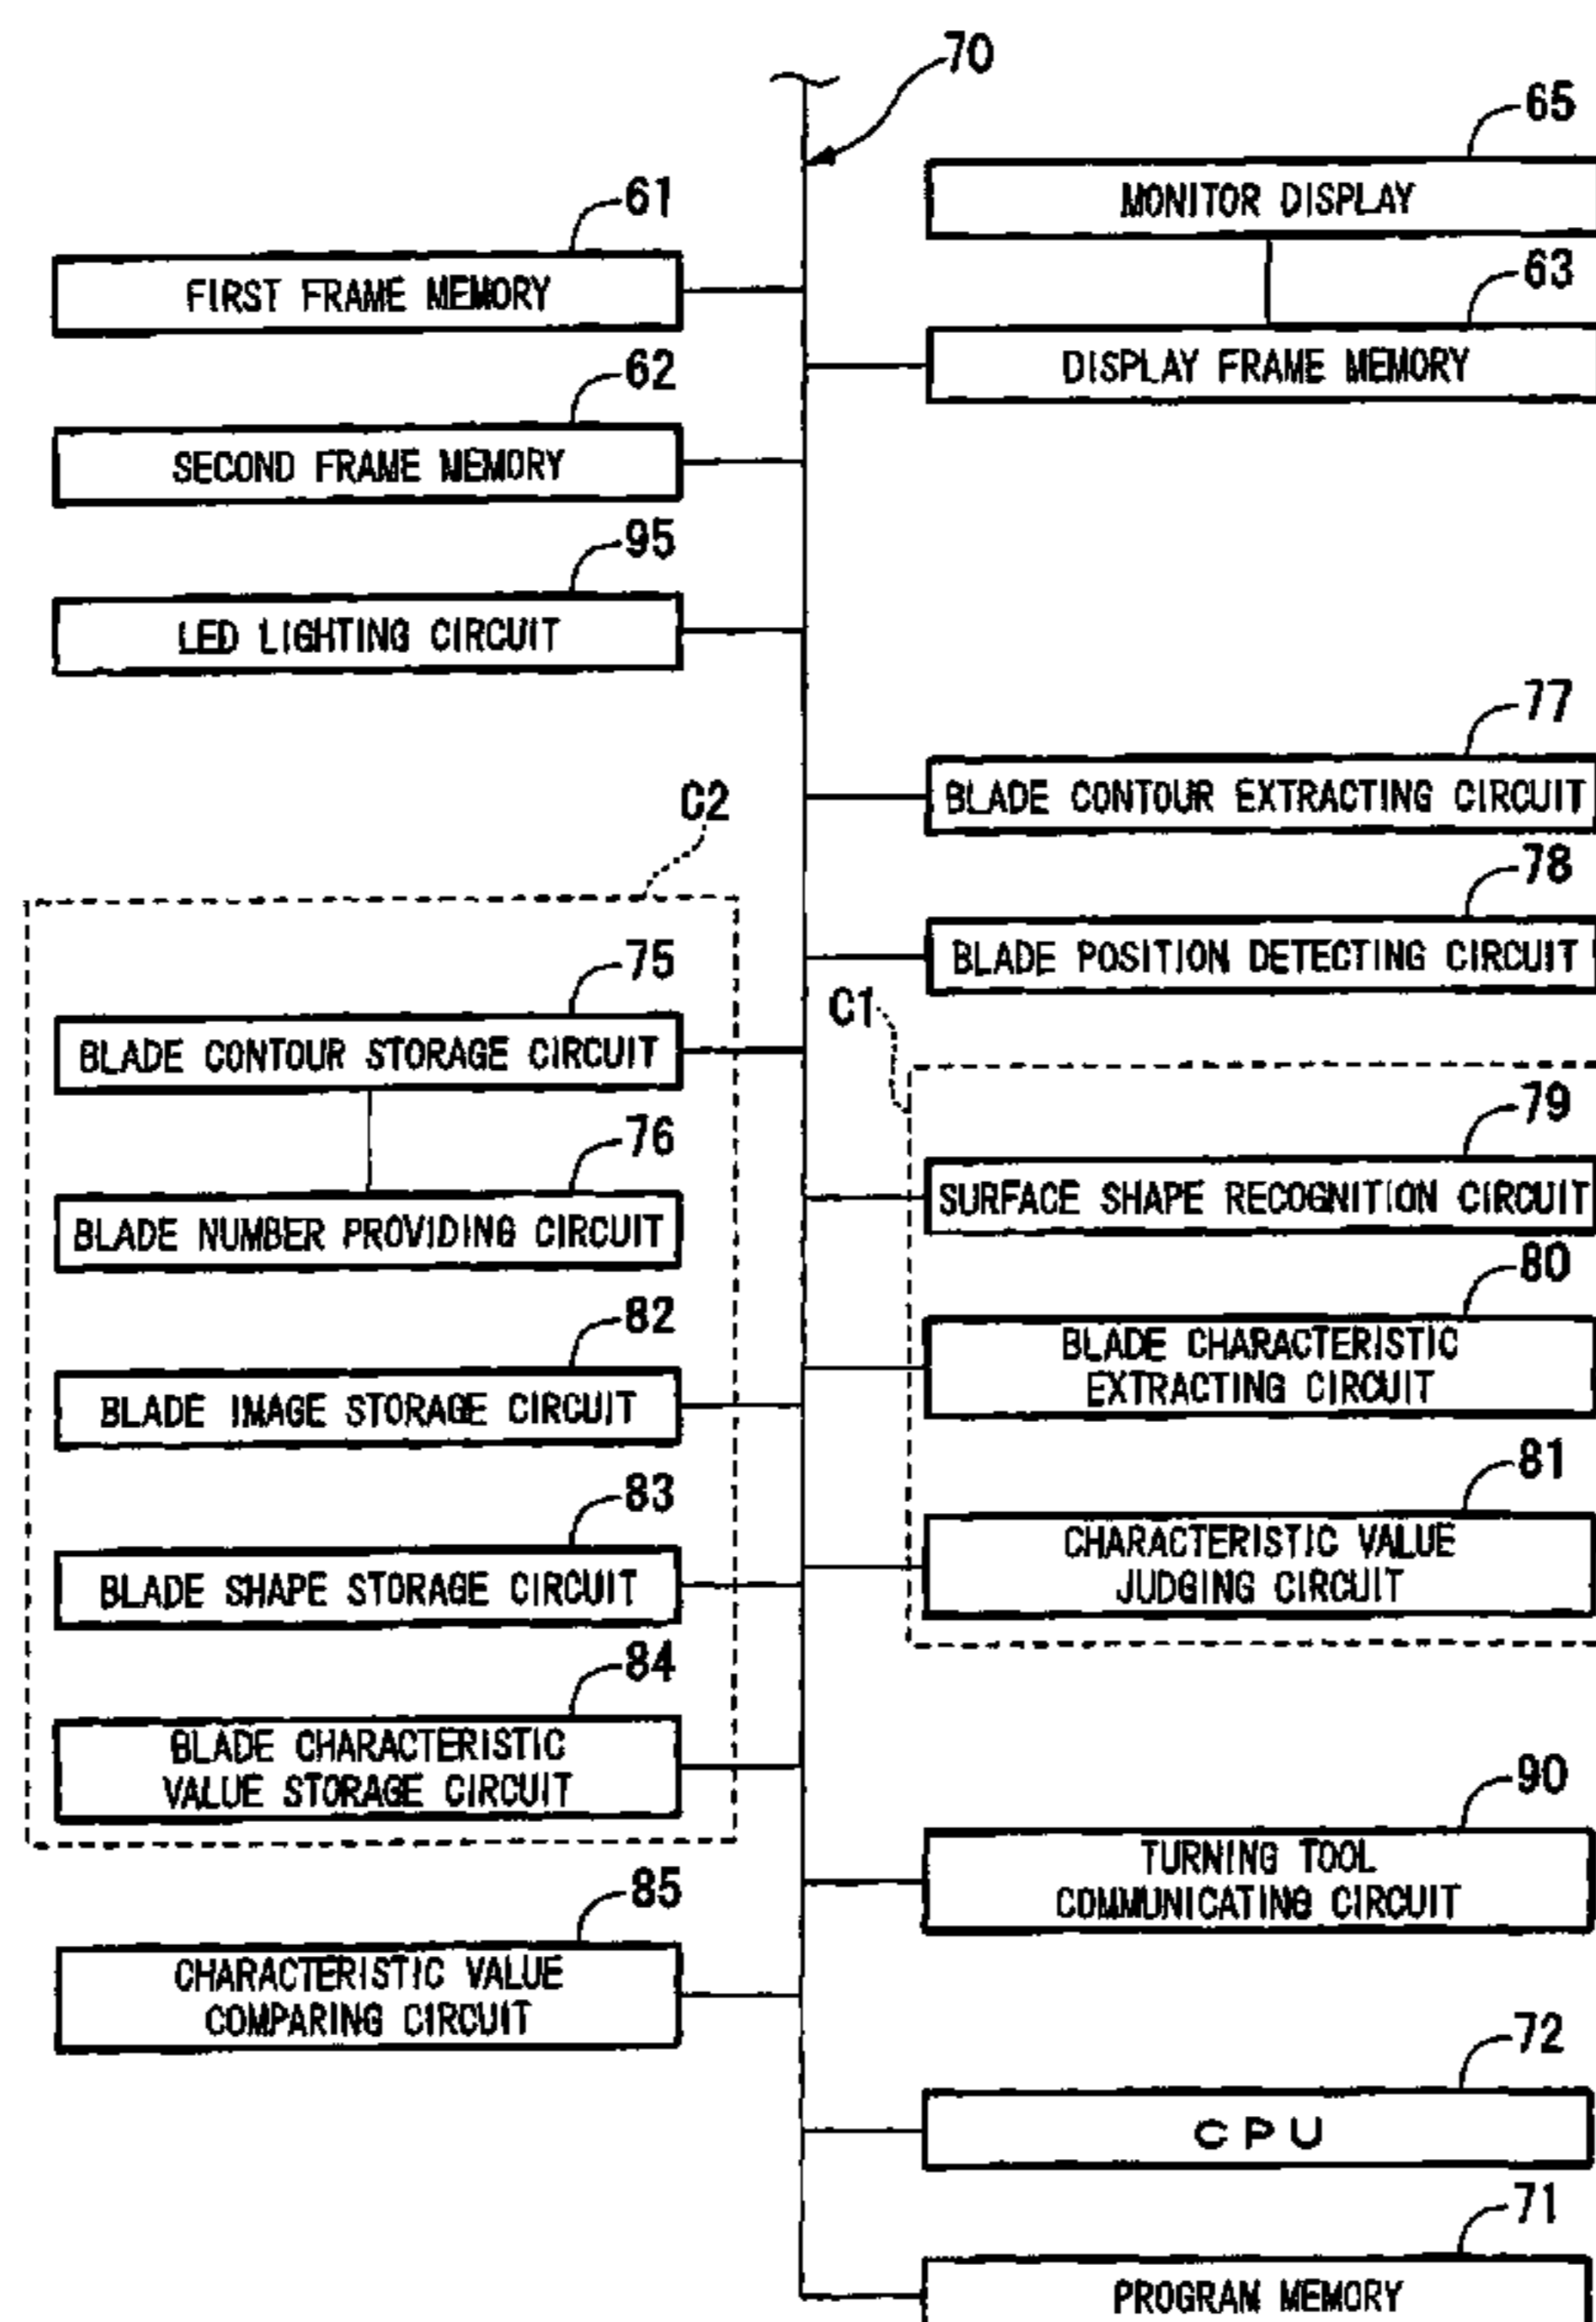 70
65
MONITOR DISPLAY
61
FIRST FRAME MEMORY
63
DISPLAY FRAME MEMORY
62
SECOND FRAME MEMORY
95
LED LIGHTING CIRCUIT
77
BLADE CONTOUR EXTRACTING CIRCUIT
C2
78
BLADE POSITION DETECTING CIRCUIT
75
BLADE CONTOUR STORAGE CIRCUIT
C1
79
SURFACE SHAPE RECOGNITION CIRCUIT
76
BLADE NUMBER PROVIDING CIRCUIT
80
BLADE CHARACTERISTIC
EXTRACTING CIRCUIT
82
BLADE IMAGE STORAGE CIRCUIT
81
CHARACTERISTIC VALUE
JUDGING CIRCUIT
83
BLADE SHAPE STORAGE CIRCUIT
84
BLADE CHARACTERISTIC
VALUE STORAGE CIRCUIT
90
TURNING TOOL
COMMUNICATING CIRCUIT
85
CHARACTERISTIC VALUE
COMPARING CIRCUIT
72
CPU
71
PROGRAM MEMORY